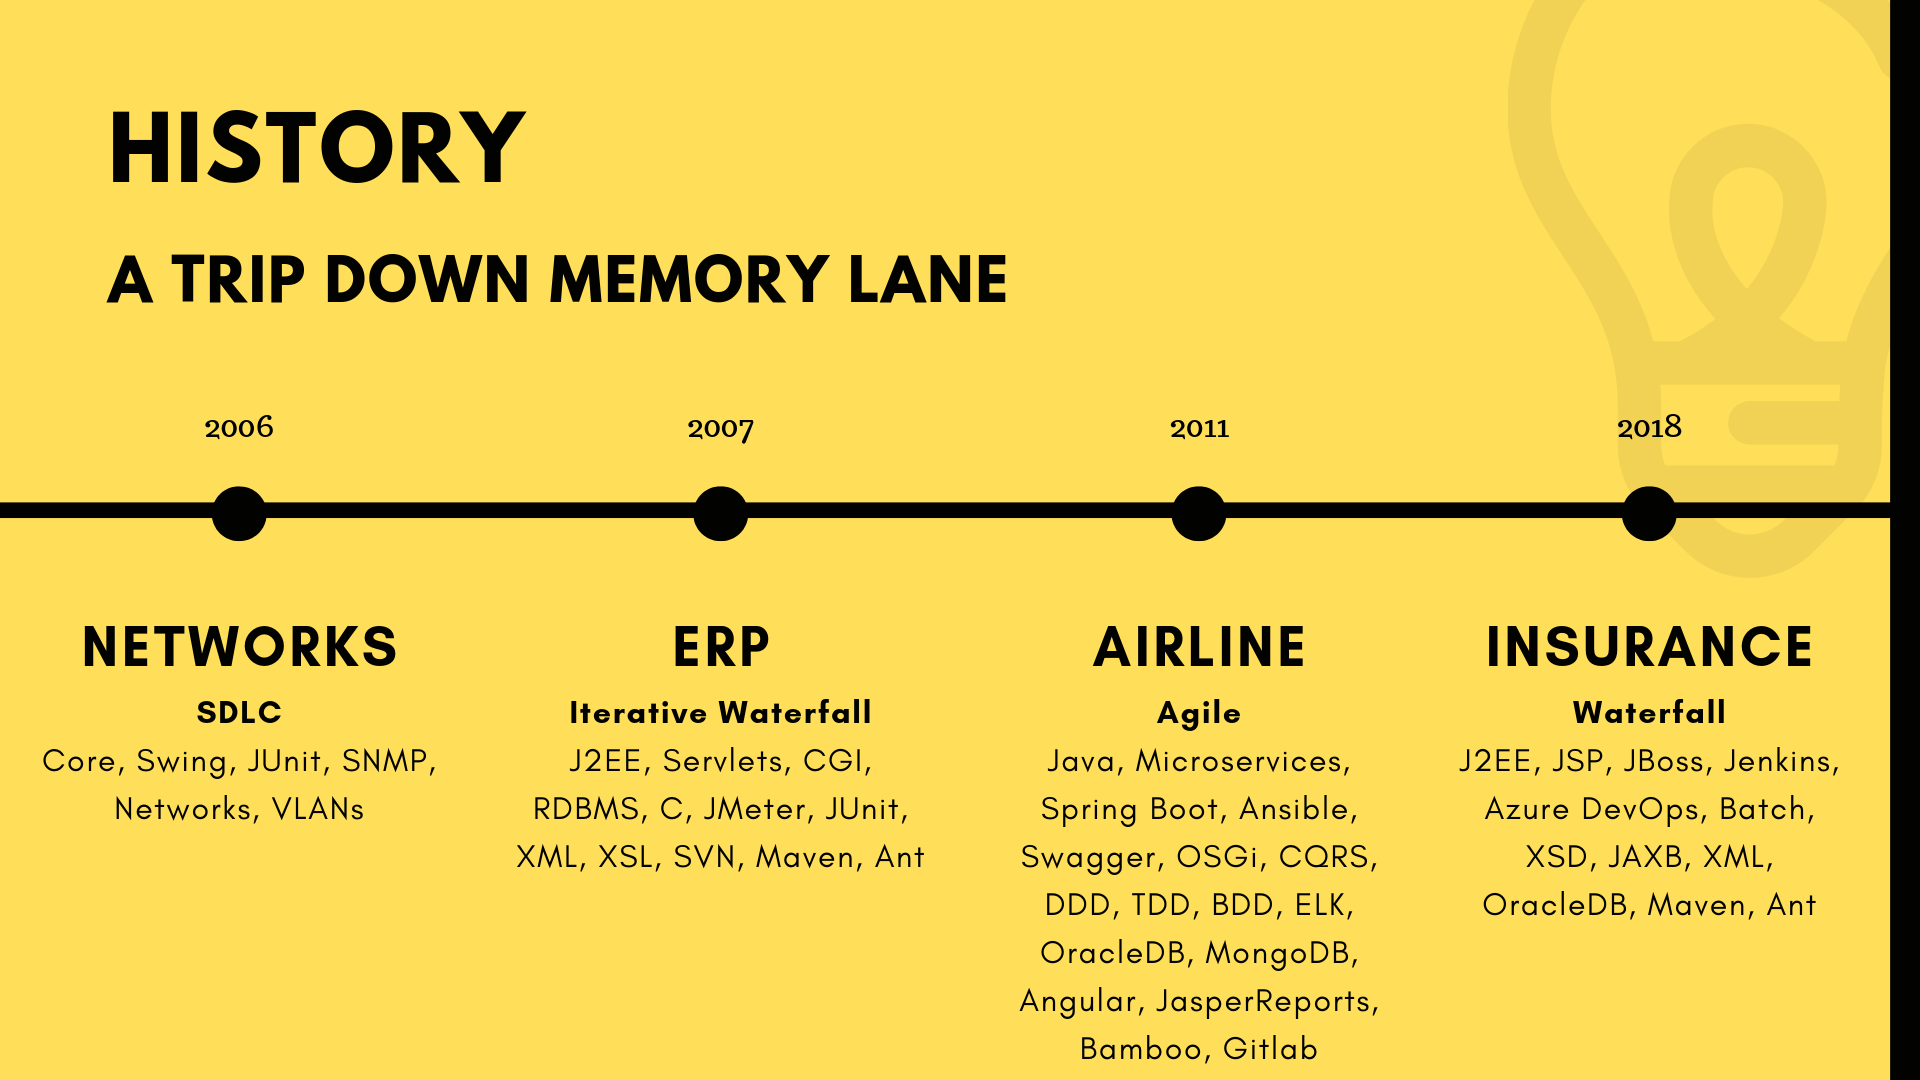 HISTORY
A TRIP DOWN MEMORY LANE
2006
2007
2011
2018
NETWORKS
SDLC
Core, Swing, JUnit, SNMP,
Networks, VLANs
ERP
Iterative Waterfall
J2EE, Servlets, CGI,
RDBMS, C, JMeter, JUnit,
XML, XSL, SVN, Maven, Ant
AIRLINE
Agile
Java, Microservices,
Spring Boot, Ansible,
Swagger, OSGi, CQRS,
DDD, TDD, BDD, ELK,
OracleDB, MongoDB,
Angular, JasperReports,
Bamboo, Gitlab
INSURANCE
Waterfall
J2EE, JSP, JBoss, Jenkins,
Azure DevOps, Batch,
XSD, JAXB, XML,
OracleDB, Maven, Ant